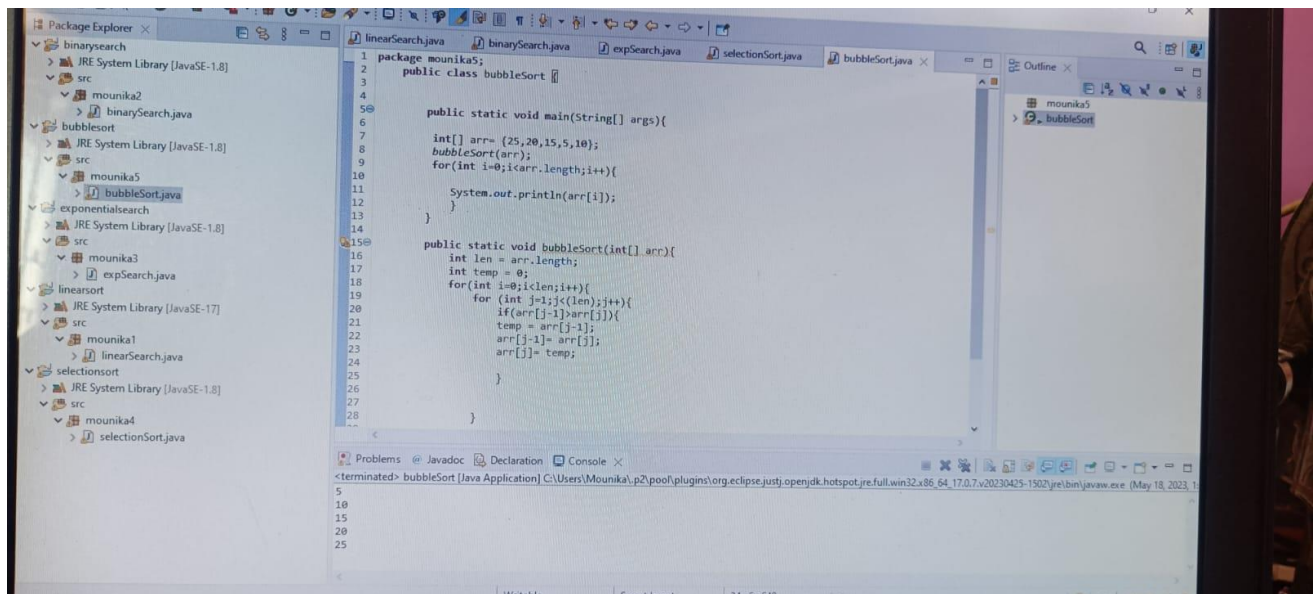 Package Explorer
binarysearch
JRE System Library [JavaSE-1.8]
src
mounika2
binarySearch.java
bubblesort
JRE System Library [JavaSE-1.8]
src
mounika5
bubbleSort.java
exponentialsearch
JRE System Library [JavaSE-1.8]
src
mounika3
expSearch.java
linearsort
JRE System Library [JavaSE-17]
src
mounika1
linearSearch.java
selectionsort
JRE System Library [JavaSE-1.8]
src
mounika4
selectionSort.java
linearSearch.java binarySearch.java expSearch.java selectionSort.java bubbleSort.java
1 package mounika5;
2 public class bubbleSort {
3
4
5 public static void main(String[] args){
6
7 int[] arr= {25,20,15,5,10};
8 bubbleSort(arr);
9 for(int i=0;i<arr.length;i++){
10
11 System.out.println(arr[i]);
12 }
13 }
14
15 public static void bubbleSort(int[] arr){
16 int len = arr.length;
17 int temp = 0;
18 for(int i=0;i<len;i++){
19 for (int j=1;j<(len);j++){
20 if(arr[j-1]>arr[j]){
21 temp = arr[j-1];
22 arr[j-1]= arr[j];
23 arr[j]= temp;
24
25 }
26
27
28 }
Outline
mounika5
bubbleSort
Problems Javadoc Declaration Console
<terminated> bubbleSort [Java Application] C:\Users\Mounika\.p2\pool\plugins\org.eclipse.justj.openjdk.hotspot.jre.full.win32.x86_64_17.0.7.v20230425-1502\jre\bin\javaw.exe (May 18, 2023, 1:
5
10
15
20
25